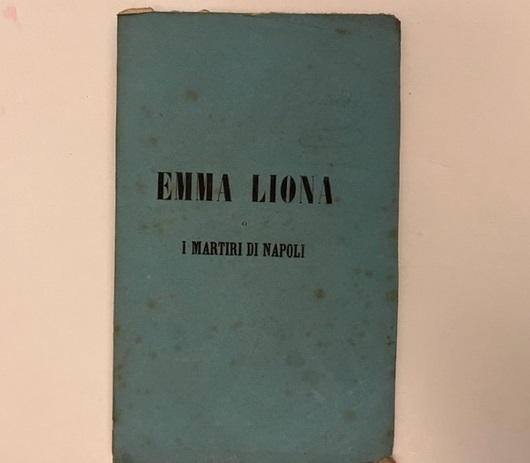 EMMA LIONA
o
I MARTIRI DI NAPOLI